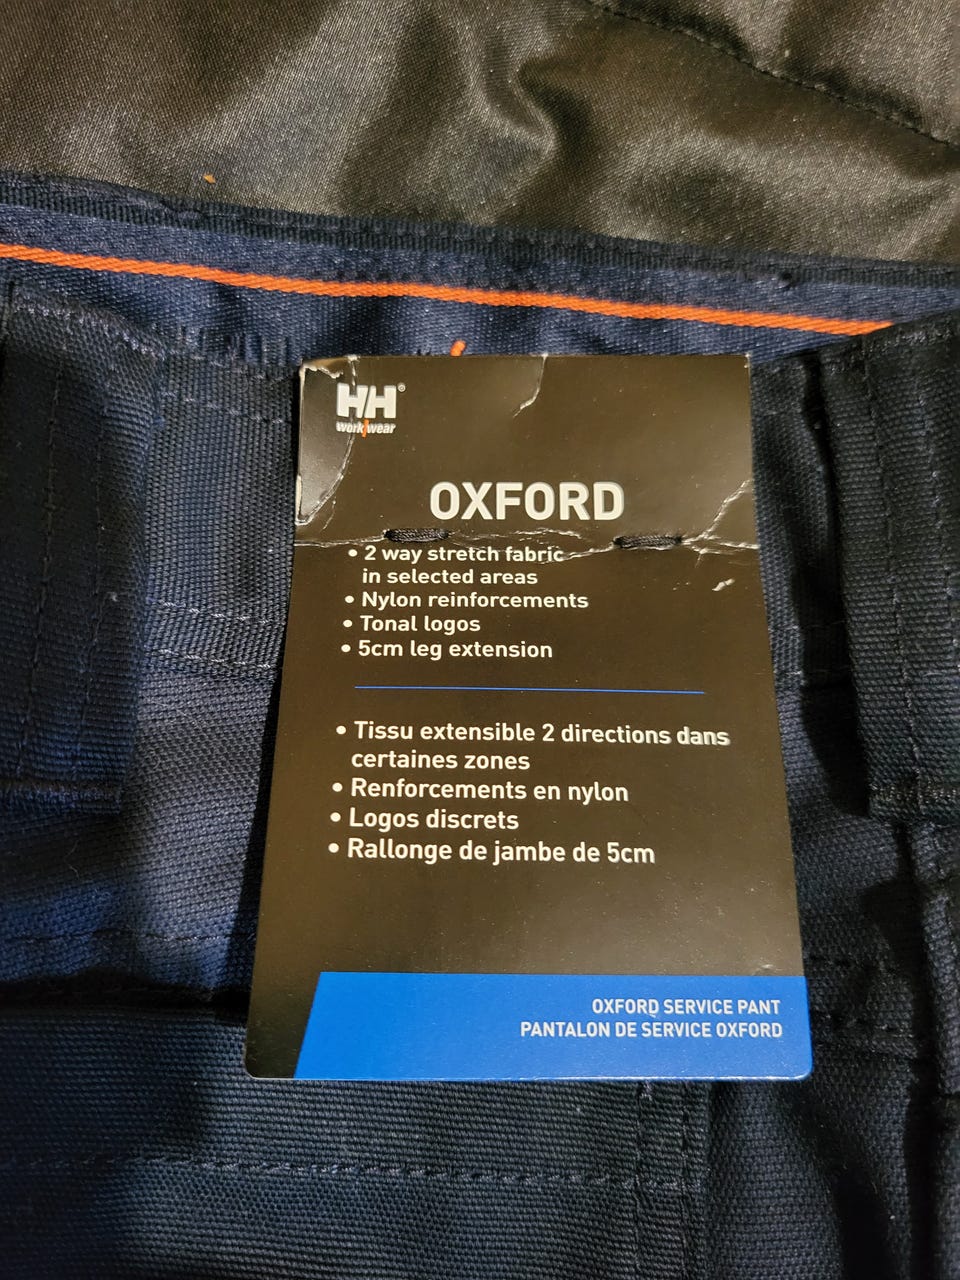 HH®
workwear
OXFORD
• 2 way stretch fabric
in selected areas
• Nylon reinforcements
• Tonal logos
• 5cm leg extension
• Tissu extensible 2 directions dans
certaines zones
• Renforcements en nylon
• Logos discrets
• Rallonge de jambe de 5cm
OXFORD SERVICE PANT
PANTALON DE SERVICE OXFORD